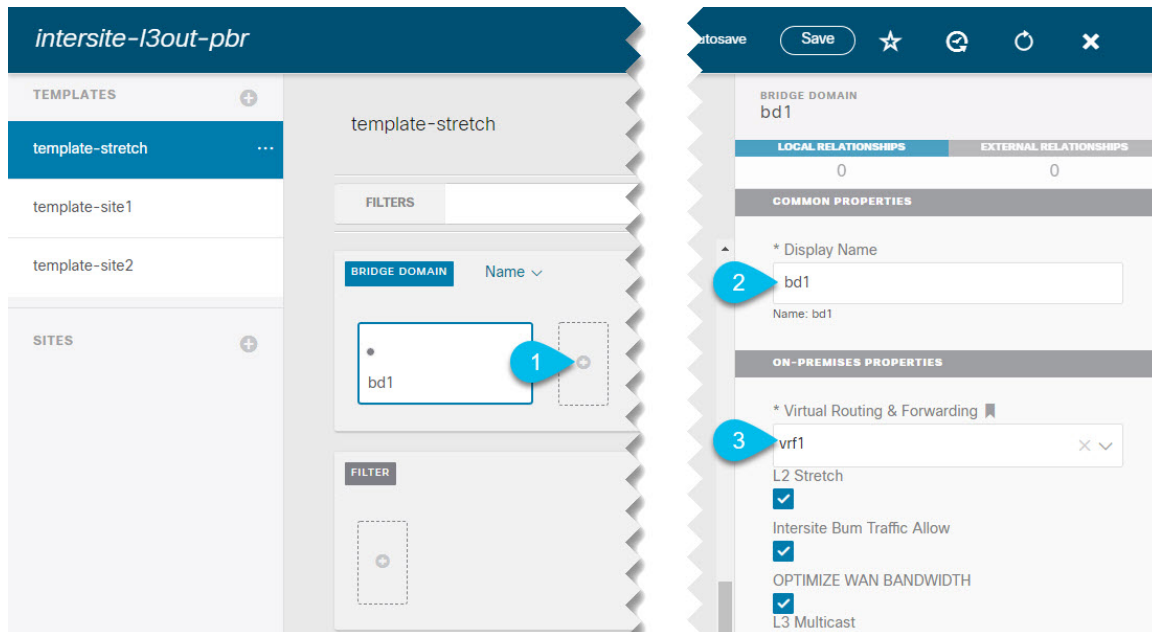 intersite-l3out-pbr
TEMPLATES
template-stretch
template-site1
template-site2
SITES
template-stretch
FILTERS
BRIDGE DOMAIN Name
bd1
1
FILTER
utosave Save
BRIDGE DOMAIN
bd1
LOCAL RELATIONSHIPS EXTERNAL RELATIONSHIPS
0 0
COMMON PROPERTIES
* Display Name
2 bd1
Name: bd1
ON-PREMISES PROPERTIES
* Virtual Routing & Forwarding
3 vrf1
L2 Stretch
Intersite Bum Traffic Allow
OPTIMIZE WAN BANDWIDTH
L3 Multicast